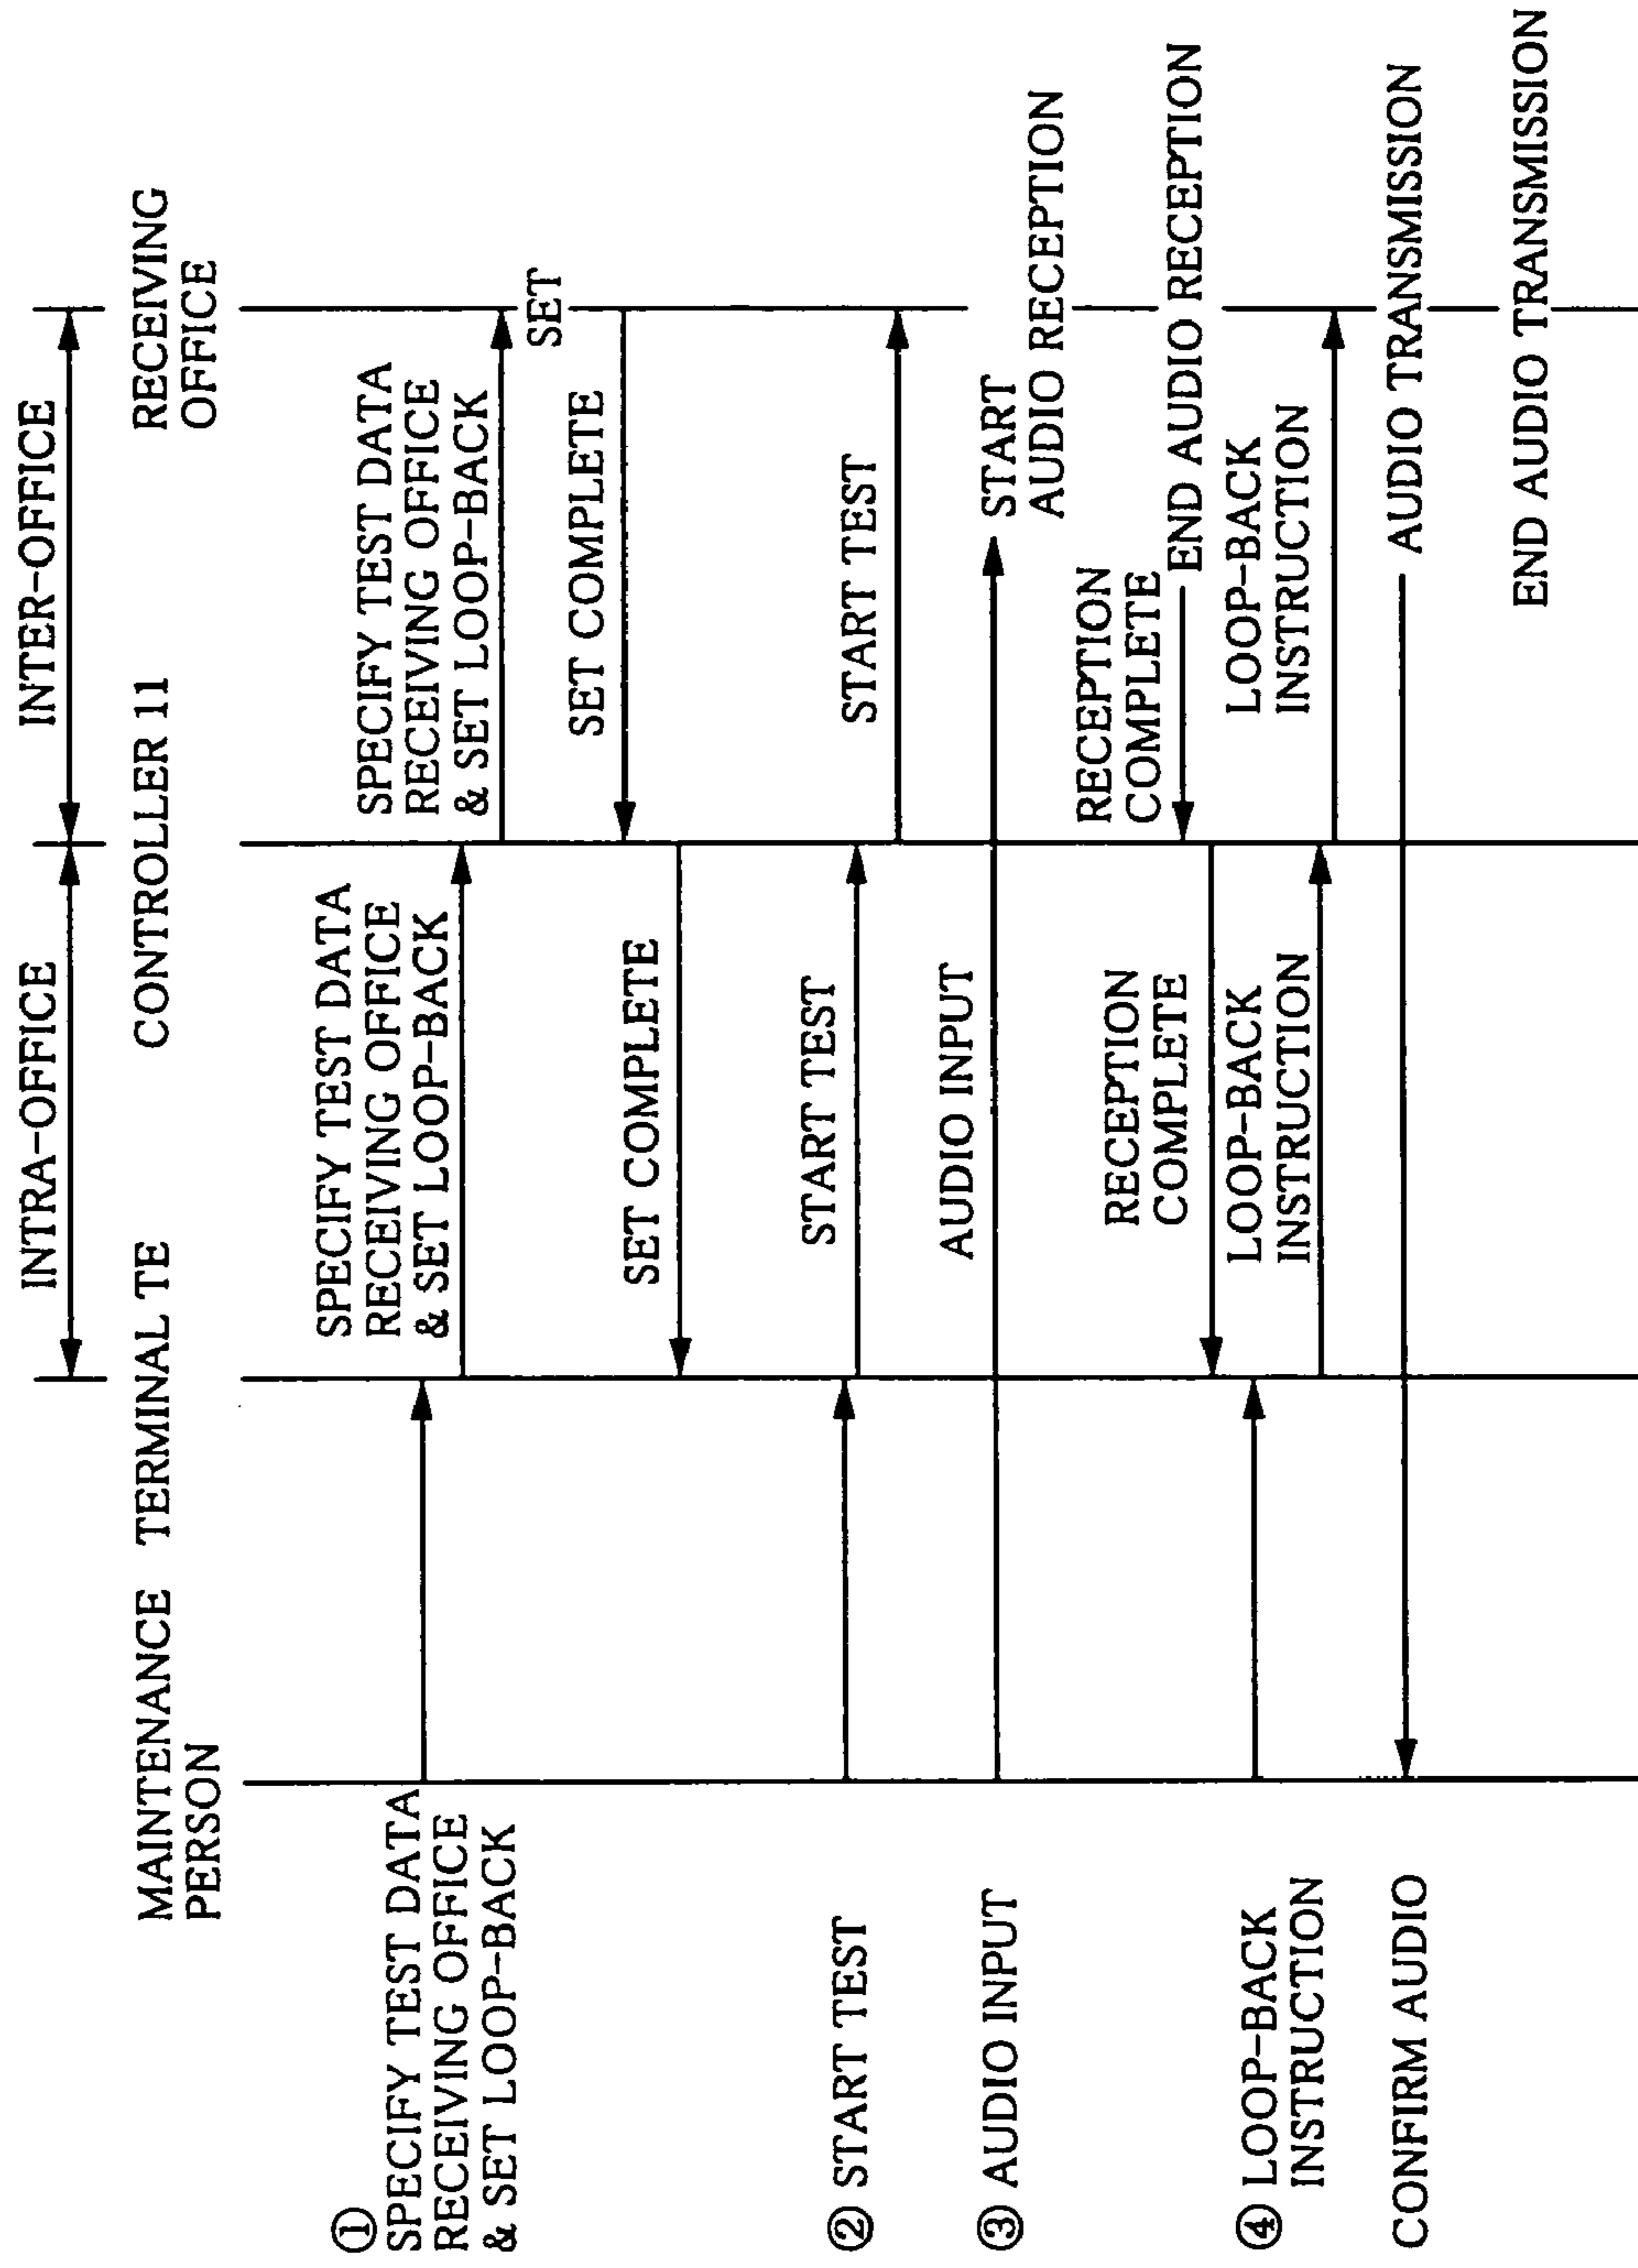 INTRA-OFFICE
INTER-OFFICE
MAINTENANCE
PERSON
TERMINAL TE
CONTROLLER 11
RECEIVING
OFFICE
①
SPECIFY TEST DATA
RECEIVING OFFICE
& SET LOOP-BACK
SPECIFY TEST DATA
RECEIVING OFFICE
& SET LOOP-BACK
SPECIFY TEST DATA
RECEIVING OFFICE
& SET LOOP-BACK
SET
SET COMPLETE
SET COMPLETE
② START TEST
START TEST
START TEST
③ AUDIO INPUT
AUDIO INPUT
START
AUDIO RECEPTION
RECEPTION
COMPLETE
RECEPTION
COMPLETE
END AUDIO RECEPTION
④ LOOP-BACK
INSTRUCTION
LOOP-BACK
INSTRUCTION
LOOP-BACK
INSTRUCTION
CONFIRM AUDIO
AUDIO TRANSMISSION
END AUDIO TRANSMISSION